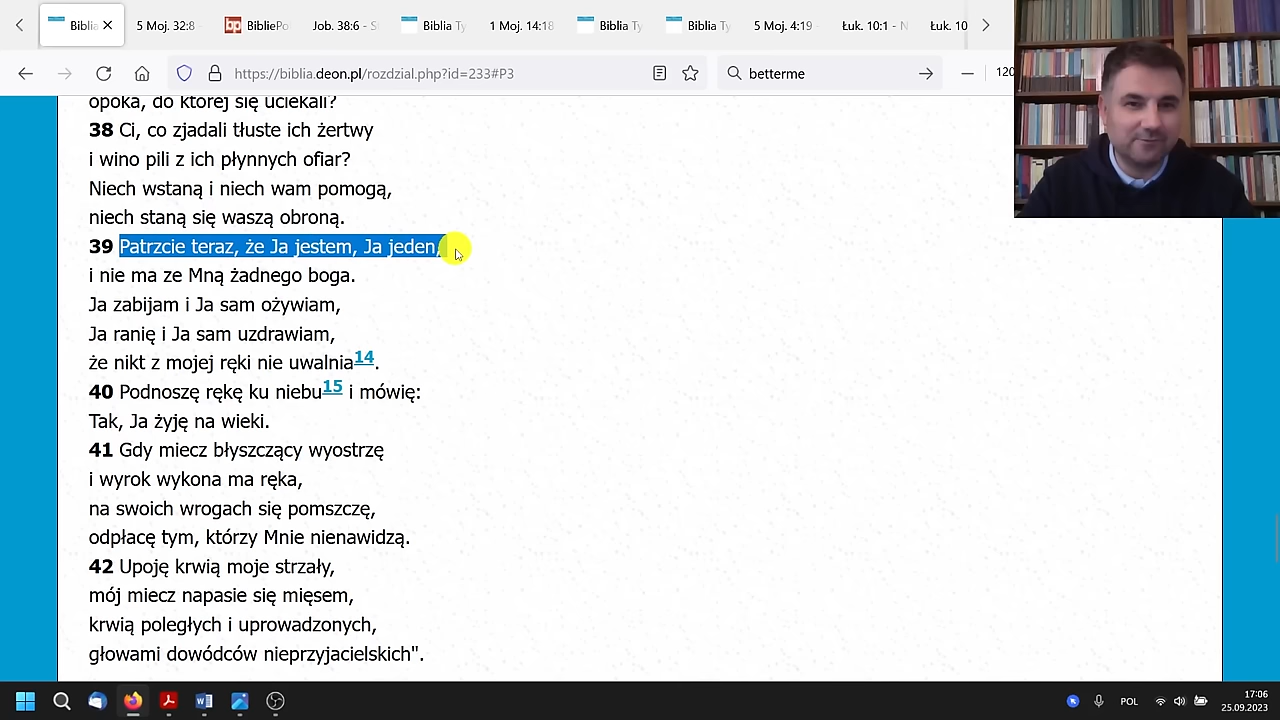 Biblia
5 Moj. 32:8
BibliePo
Job. 38:6 - S
Biblia Ty
1 Moj. 14:18
Biblia Ty
Biblia Ty
5 Moj. 4:19
Łuk. 10:1 - N
Łuk. 10
https://biblia.deon.pl/rozdzial.php?id=233#P3
betterme
120
opoka, do której się uciekali?
38 Ci, co zjadali tłuste ich żertwy
i wino pili z ich płynnych ofiar?
Niech wstaną i niech wam pomogą,
niech staną się waszą obroną.
39 Patrzcie teraz, że Ja jestem, Ja jeden,
i nie ma ze Mną żadnego boga.
Ja zabijam i Ja sam ożywiam,
Ja ranię i Ja sam uzdrawiam,
że nikt z mojej ręki nie uwalnia14.
40 Podnoszę rękę ku niebu15 i mówię:
Tak, Ja żyję na wieki.
41 Gdy miecz błyszczący wyostrzę
i wyrok wykona ma ręka,
na swoich wrogach się pomszczę,
odpłacę tym, którzy Mnie nienawidzą.
42 Upoję krwią moje strzały,
mój miecz napasie się mięsem,
krwią poległych i uprowadzonych,
głowami dowódców nieprzyjacielskich".
POL
17:06
25.09.2023